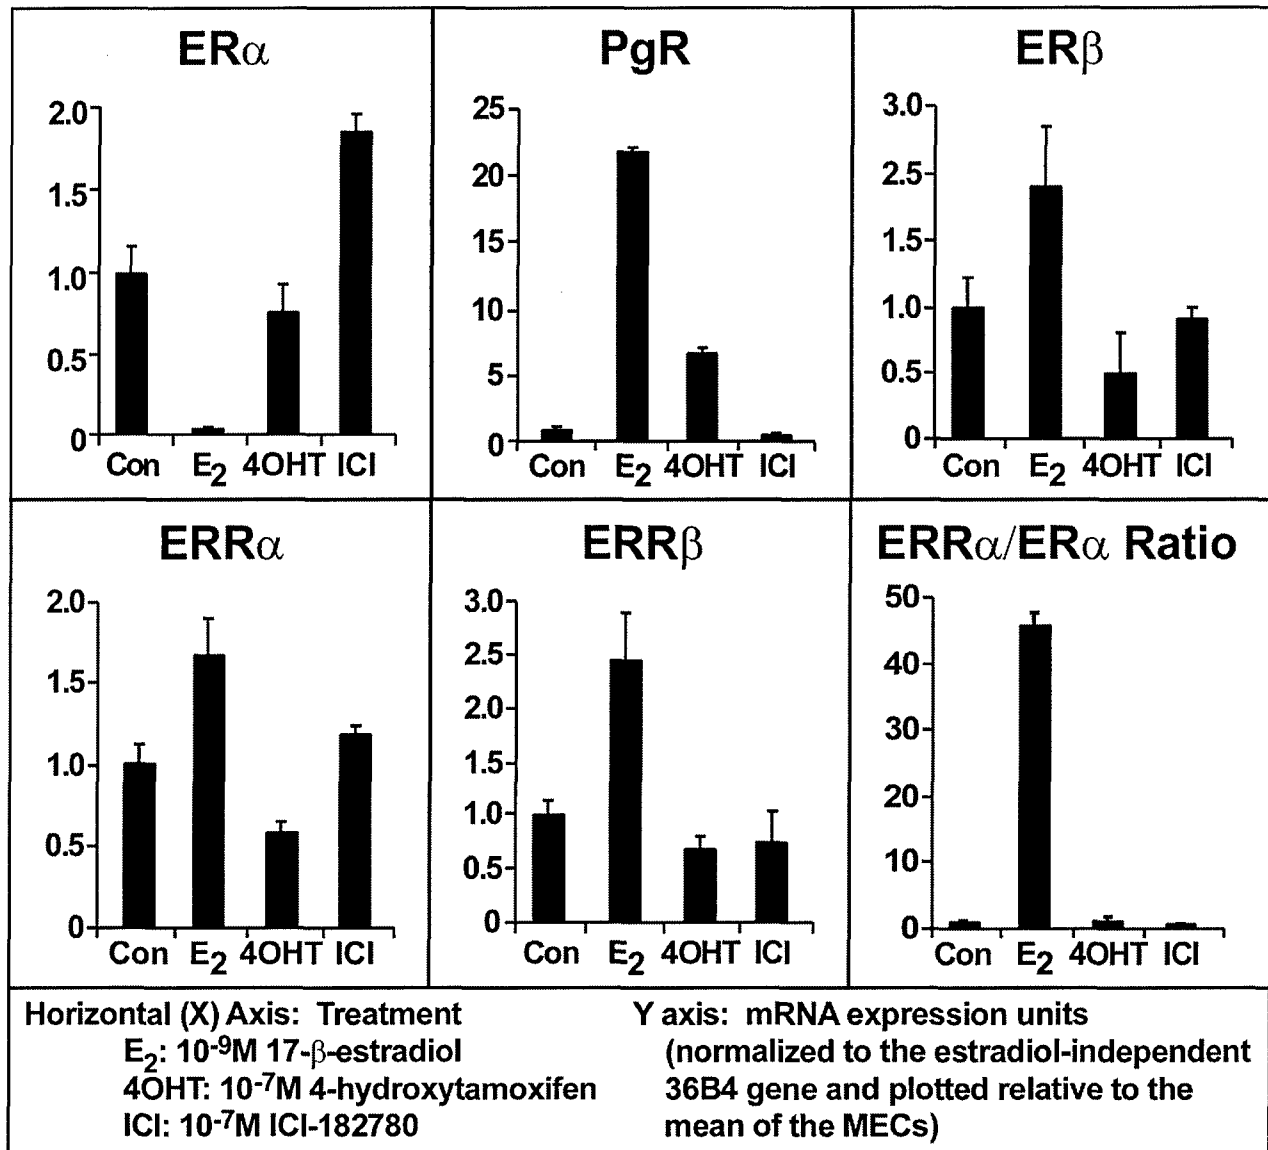 ERα
2.0
1.5
1.0
0.5
0
Con E2 4OHT ICI
PgR
25
20
15
10
5
0
Con E2 4OHT ICI
ERβ
3.0
2.5
1.5
1.0
0.5
0
Con E2 4OHT ICI
ERRα
2.0
1.5
1.0
0.5
0
Con E2 4OHT ICI
ERRβ
3.0
2.5
2.0
1.5
1.0
0.5
0
Con E2 4OHT ICI
ERRα/ERα Ratio
50
40
30
20
10
0
Con E2 4OHT ICI
Horizontal (X) Axis: Treatment
E2: 10-9M 17-β-estradiol
4OHT: 10-7M 4-hydroxytamoxifen
ICI: 10-7M ICI-182780
Y axis: mRNA expression units
(normalized to the estradiol-independent
36B4 gene and plotted relative to the
mean of the MECs)